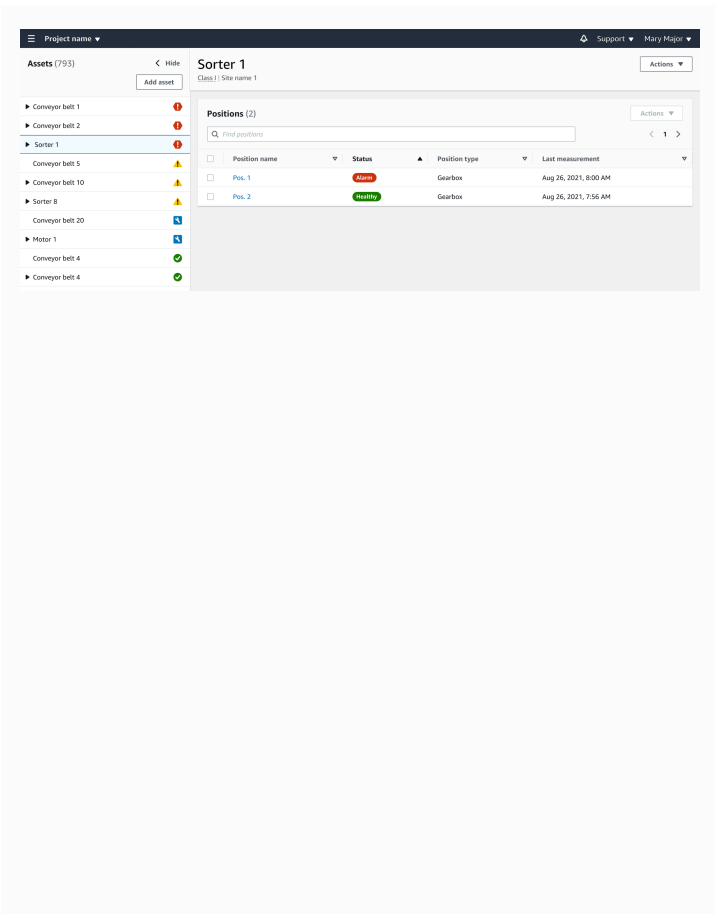 Project name
Support
Mary Major
Assets (793)
Hide
Add asset
Conveyor belt 1
Conveyor belt 2
Sorter 1
Conveyor belt 5
Conveyor belt 10
Sorter 8
Conveyor belt 20
Motor 1
Conveyor belt 4
Conveyor belt 4
Sorter 1
Class I | Site name 1
Actions
Positions (2)
Actions
Find positions
1
Position name Status Position type Last measurement
Pos. 1 Alarm Gearbox Aug 26, 2021, 8:00 AM
Pos. 2 Healthy Gearbox Aug 26, 2021, 7:56 AM